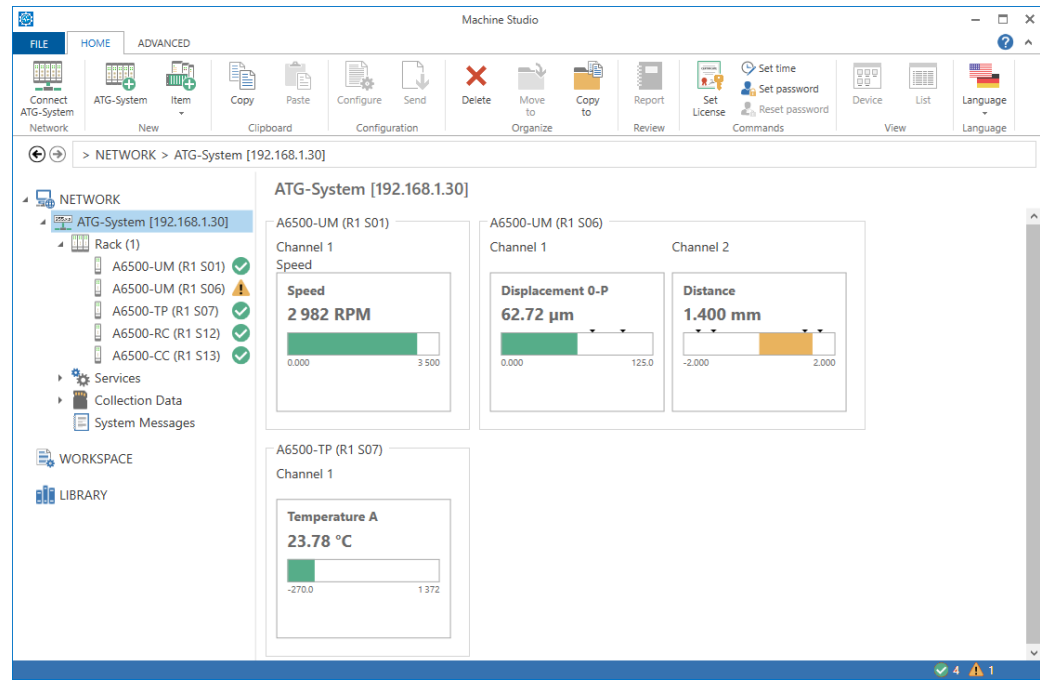 Machine Studio
FILE HOME ADVANCED
Connect ATG-System
ATG-System
Item
Copy
Paste
Configure
Send
Delete
Move to
Copy to
Report
Set License
Set time
Set password
Reset password
Device
List
Language
Network New Clipboard Configuration Organize Review Commands View Language
> NETWORK > ATG-System [192.168.1.30]
NETWORK
ATG-System [192.168.1.30]
Rack (1)
A6500-UM (R1 S01)
A6500-UM (R1 S06)
A6500-TP (R1 S07)
A6500-RC (R1 S12)
A6500-CC (R1 S13)
Services
Collection Data
System Messages
WORKSPACE
LIBRARY
ATG-System [192.168.1.30]
A6500-UM (R1 S01)
Channel 1
Speed
Speed
2 982 RPM
0.000 3 500
A6500-UM (R1 S06)
Channel 1
Displacement 0-P
62.72 µm
0.000 125.0
Channel 2
Distance
1.400 mm
-2.000 2.000
A6500-TP (R1 S07)
Channel 1
Temperature A
23.78 °C
-270.0 1 372
4 1